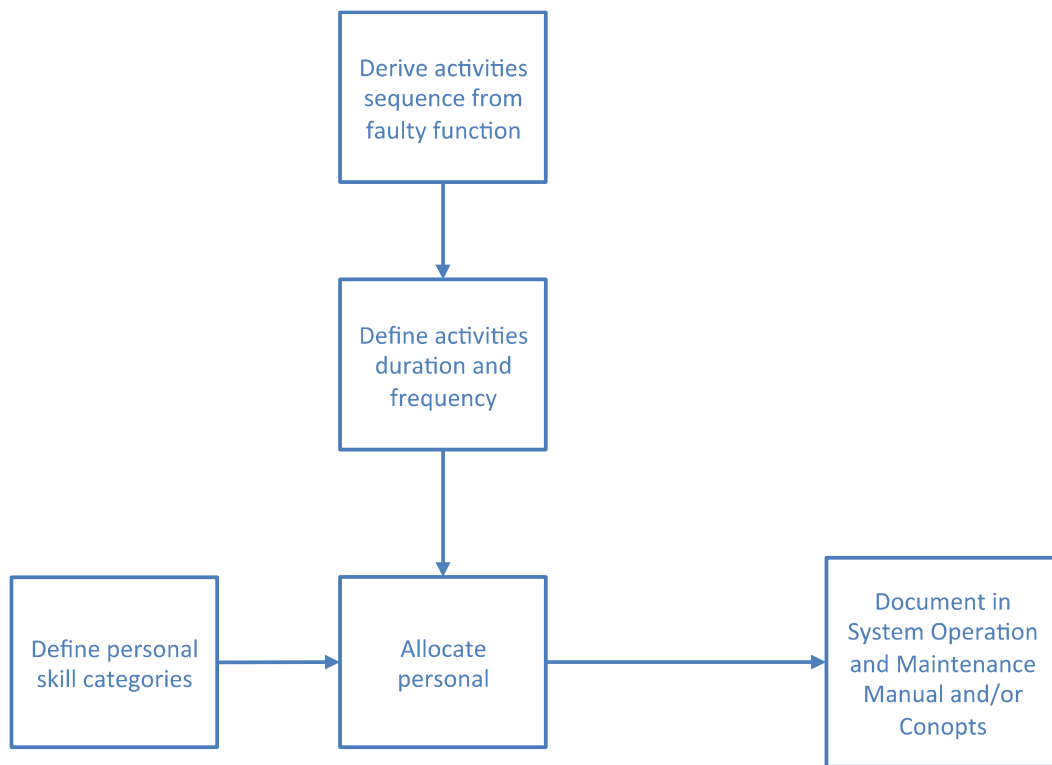 Derive activities
sequence from
faulty function
Define activities
duration and
frequency
Define personal
skill categories
Allocate
personal
Document in
System Operation
and Maintenance
Manual and/or
Conopts